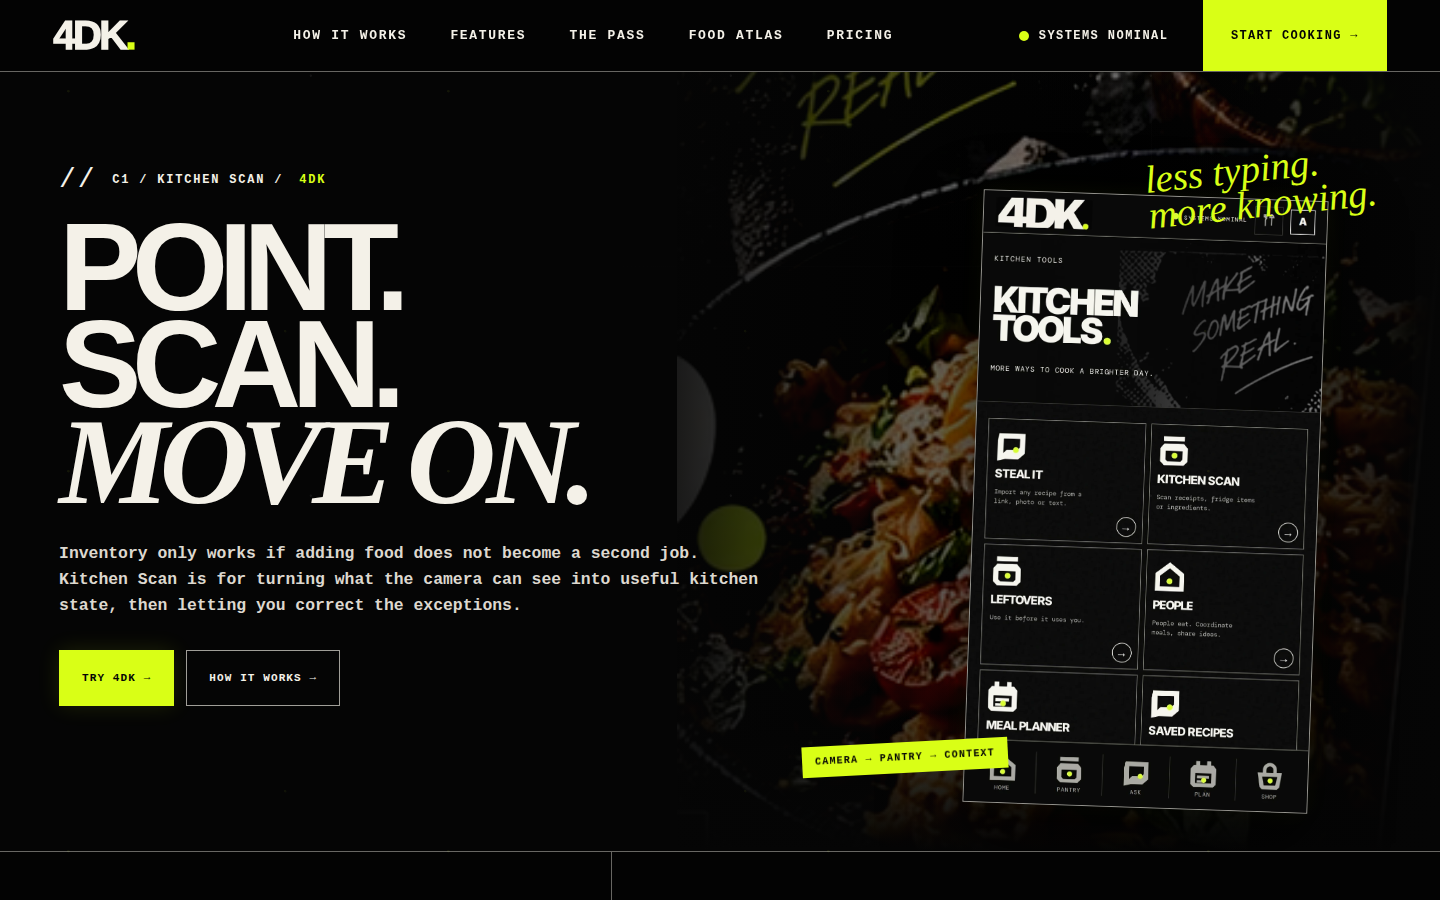 4DK.
HOW IT WORKS
FEATURES
THE PASS
FOOD ATLAS
PRICING
SYSTEMS NOMINAL
START COOKING →
REAL
// C1 / KITCHEN SCAN / 4DK
POINT.
SCAN.
MOVE ON.
Inventory only works if adding food does not become a second job.
Kitchen Scan is for turning what the camera can see into useful kitchen
state, then letting you correct the exceptions.
TRY 4DK →
HOW IT WORKS →
less typing.
more knowing.
4DK.
SYSTEMS NOMINAL
A
KITCHEN TOOLS
KITCHEN
TOOLS.
MORE WAYS TO COOK A BRIGHTER DAY.
MAKE
SOMETHING
REAL.
STEAL IT
Import any recipe from a
link, photo or text.
→
KITCHEN SCAN
Scan receipts, fridge items
or ingredients.
→
LEFTOVERS
Use it before it uses you.
→
PEOPLE
People eat. Coordinate
meals, share ideas.
→
MEAL PLANNER
SAVED RECIPES
CAMERA → PANTRY → CONTEXT
HOME
PANTRY
ASK
PLAN
SHOP